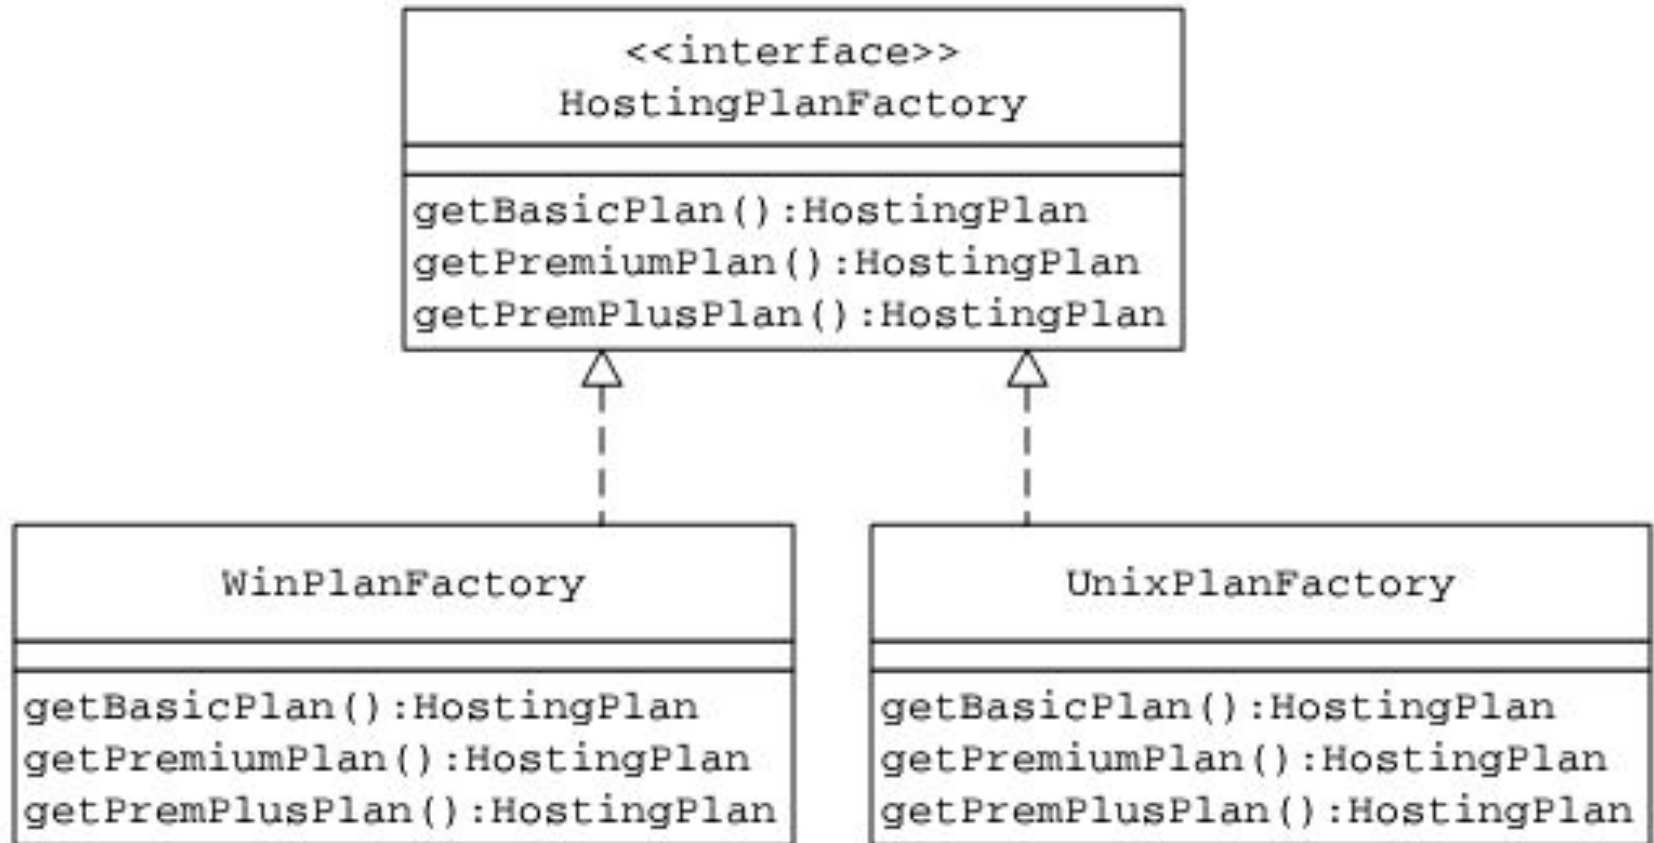 <<interface>>
HostingPlanFactory
getBasicPlan():HostingPlan
getPremiumPlan():HostingPlan
getPremPlusPlan():HostingPlan
WinPlanFactory
getBasicPlan():HostingPlan
getPremiumPlan():HostingPlan
getPremPlusPlan():HostingPlan
UnixPlanFactory
getBasicPlan():HostingPlan
getPremiumPlan():HostingPlan
getPremPlusPlan():HostingPlan